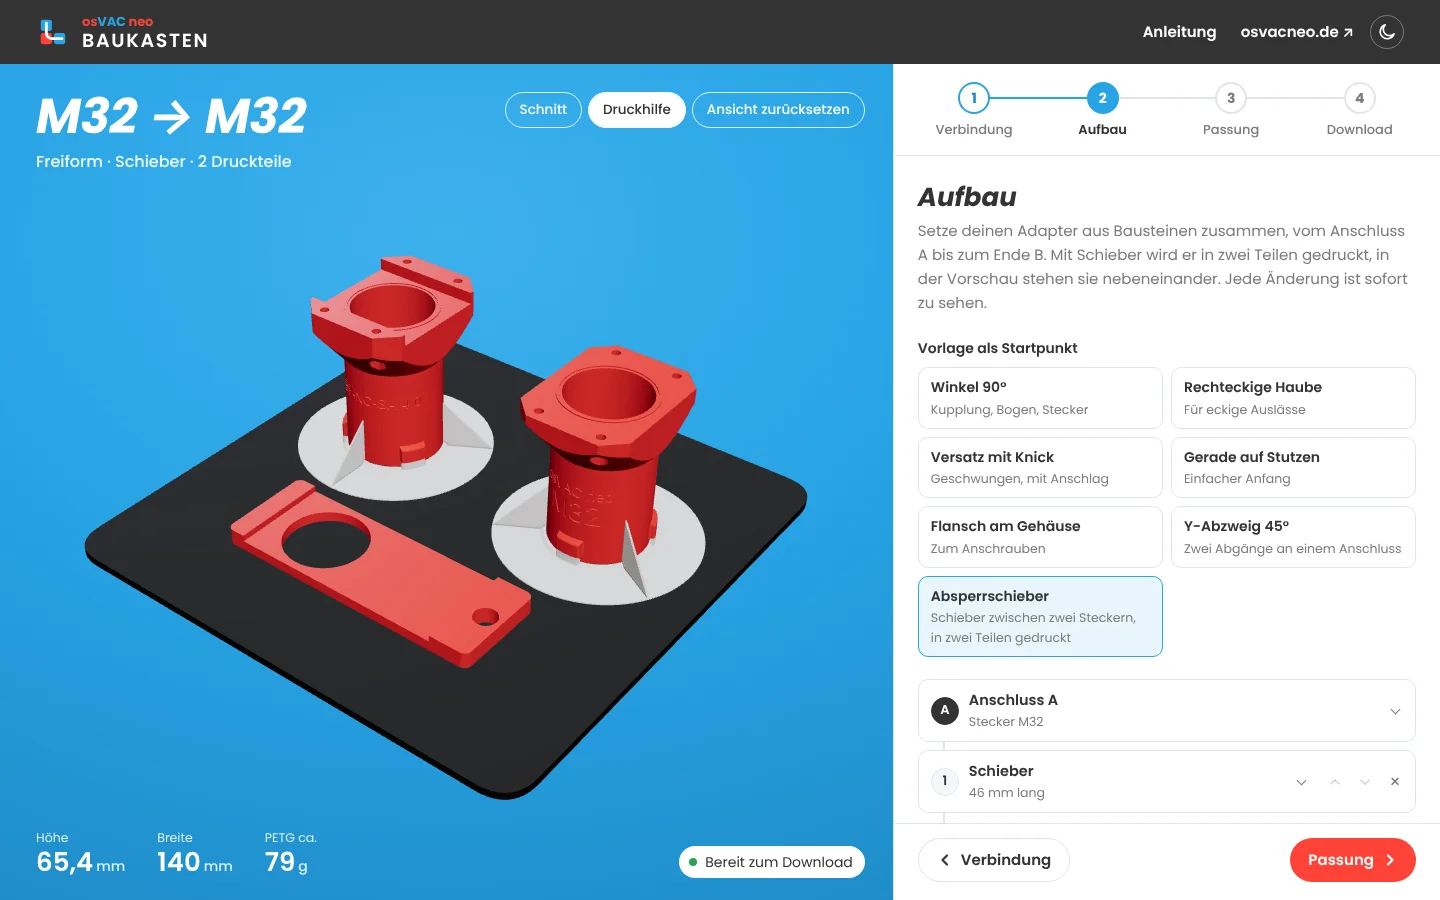 osVAC neo
BAUKASTEN
Anleitung
osvacneo.de ↗
M32 → M32
Freiform · Schieber · 2 Druckteile
Schnitt
Druckhilfe
Ansicht zurücksetzen
1
2
3
4
Verbindung
Aufbau
Passung
Download
Aufbau
Setze deinen Adapter aus Bausteinen zusammen, vom Anschluss
A bis zum Ende B. Mit Schieber wird er in zwei Teilen gedruckt, in
der Vorschau stehen sie nebeneinander. Jede Änderung ist sofort
zu sehen.
Vorlage als Startpunkt
Winkel 90°
Kupplung, Bogen, Stecker
Rechteckige Haube
Für eckige Auslässe
Versatz mit Knick
Geschwungen, mit Anschlag
Gerade auf Stutzen
Einfacher Anfang
Flansch am Gehäuse
Zum Anschrauben
Y-Abzweig 45°
Zwei Abgänge an einem Anschluss
Absperrschieber
Schieber zwischen zwei Steckern,
in zwei Teilen gedruckt
A
Anschluss A
Stecker M32
1
Schieber
46 mm lang
M32
Höhe
65,4 mm
Breite
140 mm
PETG ca.
79 g
Bereit zum Download
Verbindung
Passung